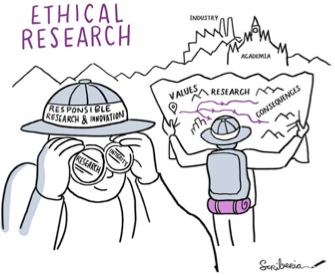 ETHICAL
RESEARCH
INDUSTRY
ACADEMIA
VALUES
RESEARCH
CONSEQUENCES
RESPONSIBLE
RESEARCH & INNOVATION
RESEARCH
Scriberia